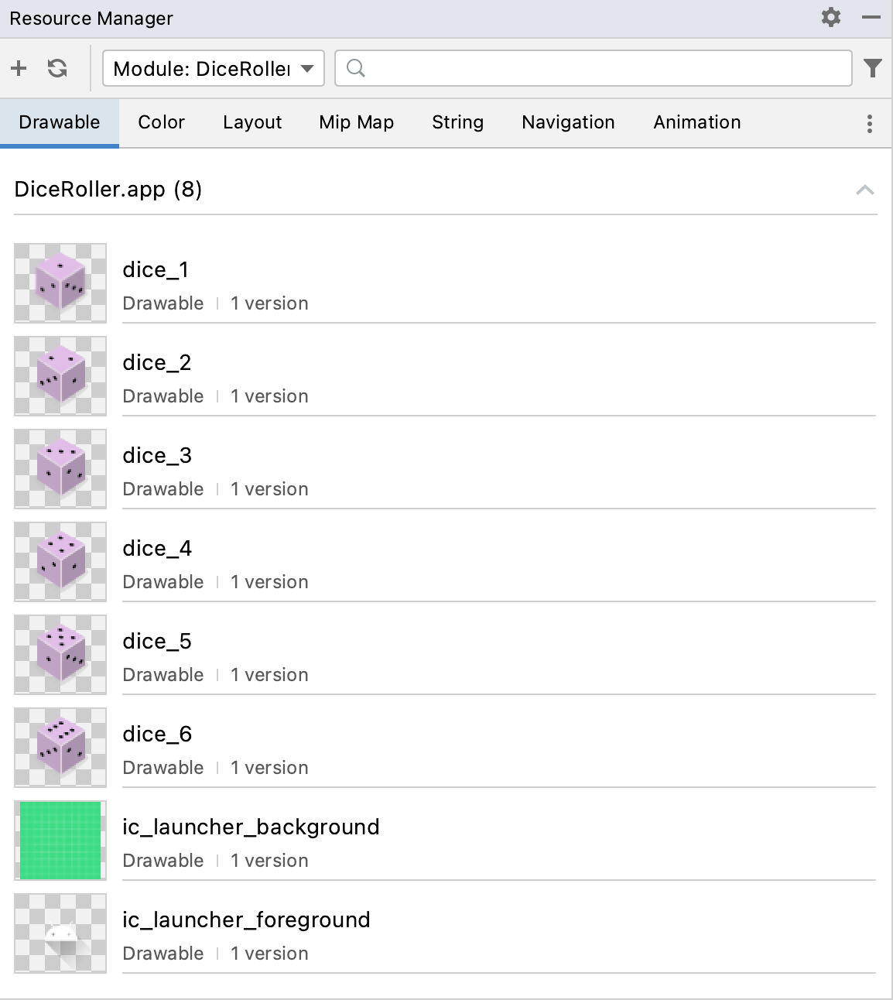 Resource Manager
Module: DiceRoller
Drawable Color Layout Mip Map String Navigation Animation
DiceRoller.app (8)
dice_1
Drawable | 1 version
dice_2
Drawable | 1 version
dice_3
Drawable | 1 version
dice_4
Drawable | 1 version
dice_5
Drawable | 1 version
dice_6
Drawable | 1 version
ic_launcher_background
Drawable | 1 version
ic_launcher_foreground
Drawable | 1 version